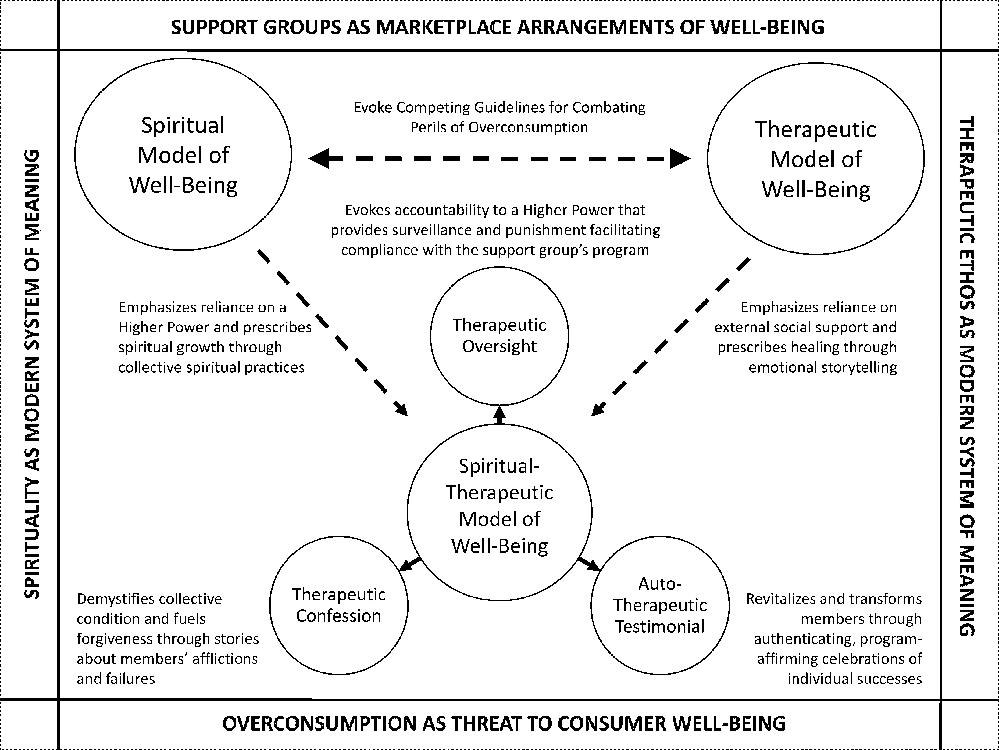 SUPPORT GROUPS AS MARKETPLACE ARRANGEMENTS OF WELL-BEING
SPIRITUALITY AS MODERN SYSTEM OF MEANING
Spiritual
Model of
Well-Being
Evoke Competing Guidelines for Combating
Perils of Overconsumption
Therapeutic
Model of
Well-Being
THERAPEUTIC ETHOS AS MODERN SYSTEM OF MEANING
Evokes accountability to a Higher Power that
provides surveillance and punishment facilitating
compliance with the support group’s program
Emphasizes reliance on a
Higher Power and prescribes
spiritual growth through
collective spiritual practices
Therapeutic
Oversight
Emphasizes reliance on
external social support and
prescribes healing through
emotional storytelling
Spiritual-
Therapeutic
Model of
Well-Being
Demystifies collective
condition and fuels
forgiveness through stories
about members’ afflictions
and failures
Therapeutic
Confession
Auto-
Therapeutic
Testimonial
Revitalizes and transforms
members through
authenticating, program-
affirming celebrations of
individual successes
OVERCONSUMPTION AS THREAT TO CONSUMER WELL-BEING